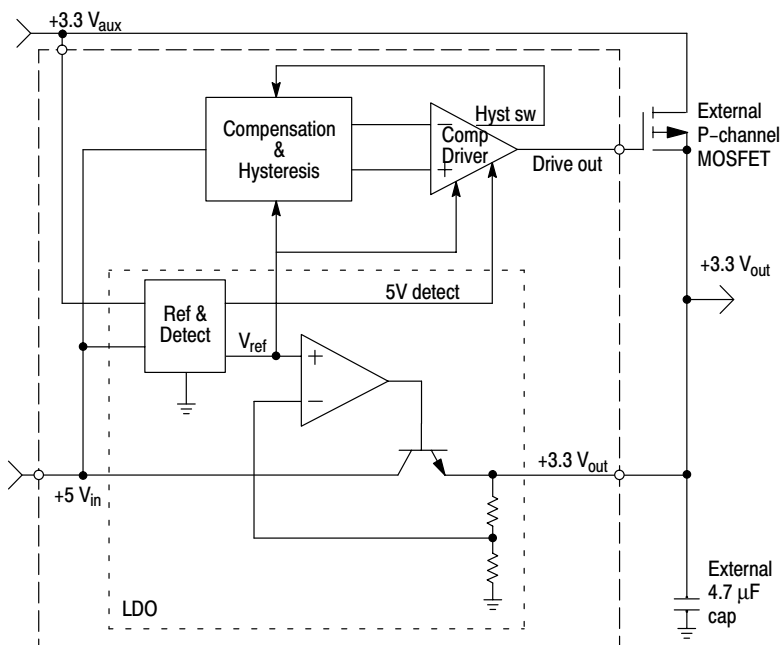 +3.3 Vaux
Compensation
&
Hysteresis
Hyst sw
−
Comp
Driver
+
Drive out
External
P−channel
MOSFET
+3.3 Vout
5V detect
Ref &
Detect
Vref
+
−
+3.3 Vout
+5 Vin
LDO
External
4.7 μF
cap